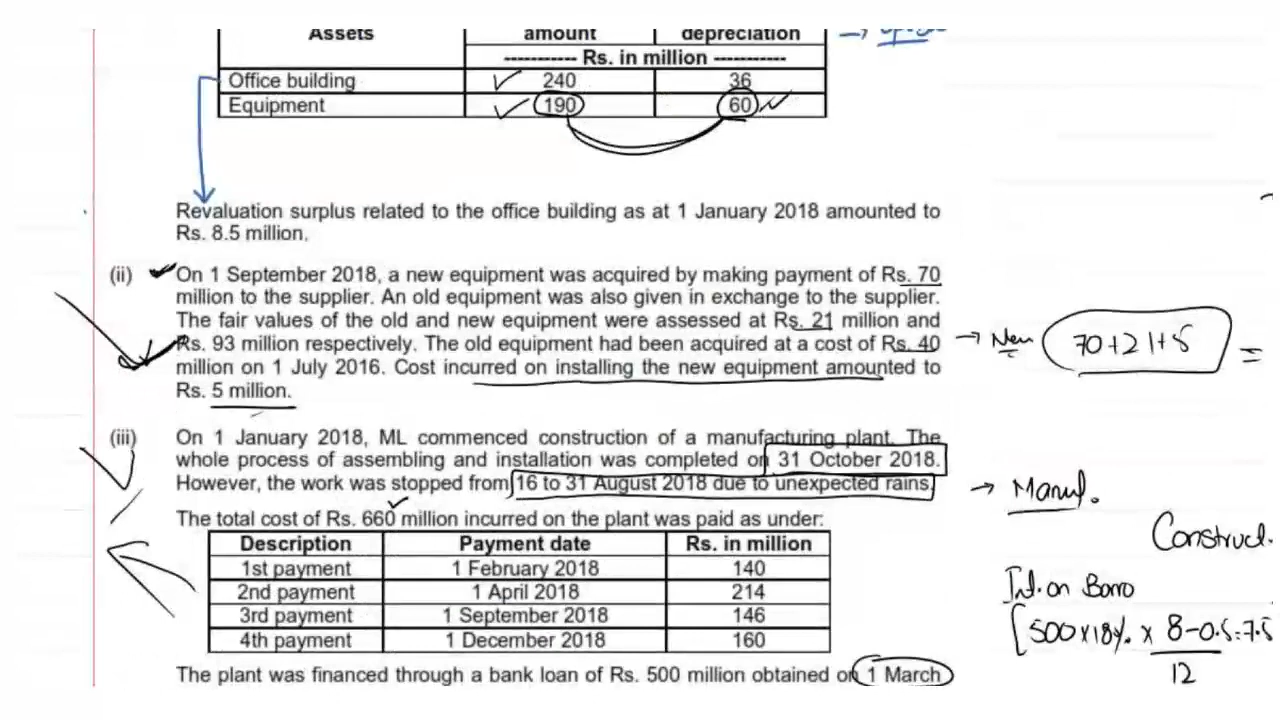 Assets amount depreciation
---------- Rs. in million ----------
Office building 240 36
Equipment 190 60
Revaluation surplus related to the office building as at 1 January 2018 amounted to
Rs. 8.5 million.
(ii) On 1 September 2018, a new equipment was acquired by making payment of Rs. 70
million to the supplier. An old equipment was also given in exchange to the supplier.
The fair values of the old and new equipment were assessed at Rs. 21 million and
Rs. 93 million respectively. The old equipment had been acquired at a cost of Rs. 40
million on 1 July 2016. Cost incurred on installing the new equipment amounted to
Rs. 5 million.
→ New 70+21+5 =
(iii) On 1 January 2018, ML commenced construction of a manufacturing plant. The
whole process of assembling and installation was completed on 31 October 2018.
However, the work was stopped from 16 to 31 August 2018 due to unexpected rains.
→ Manuf.
The total cost of Rs. 660 million incurred on the plant was paid as under:
Construct.
Description Payment date Rs. in million
1st payment 1 February 2018 140
2nd payment 1 April 2018 214
3rd payment 1 September 2018 146
4th payment 1 December 2018 160
Int. on Borro
[500×18%. × 8-0.5=7.5
12
The plant was financed through a bank loan of Rs. 500 million obtained on 1 March